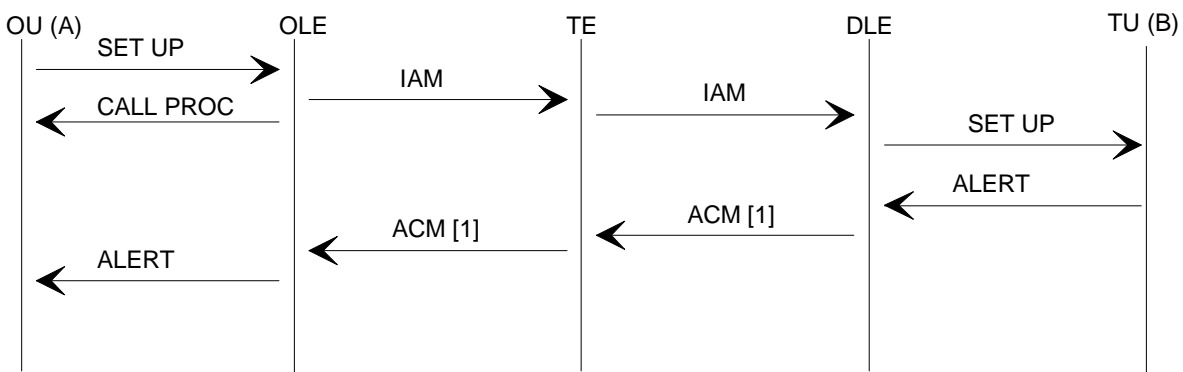 OU (A)
OLE
TE
DLE
TU (B)
SET UP
IAM
IAM
CALL PROC
SET UP
ALERT
ACM [1]
ACM [1]
ALERT